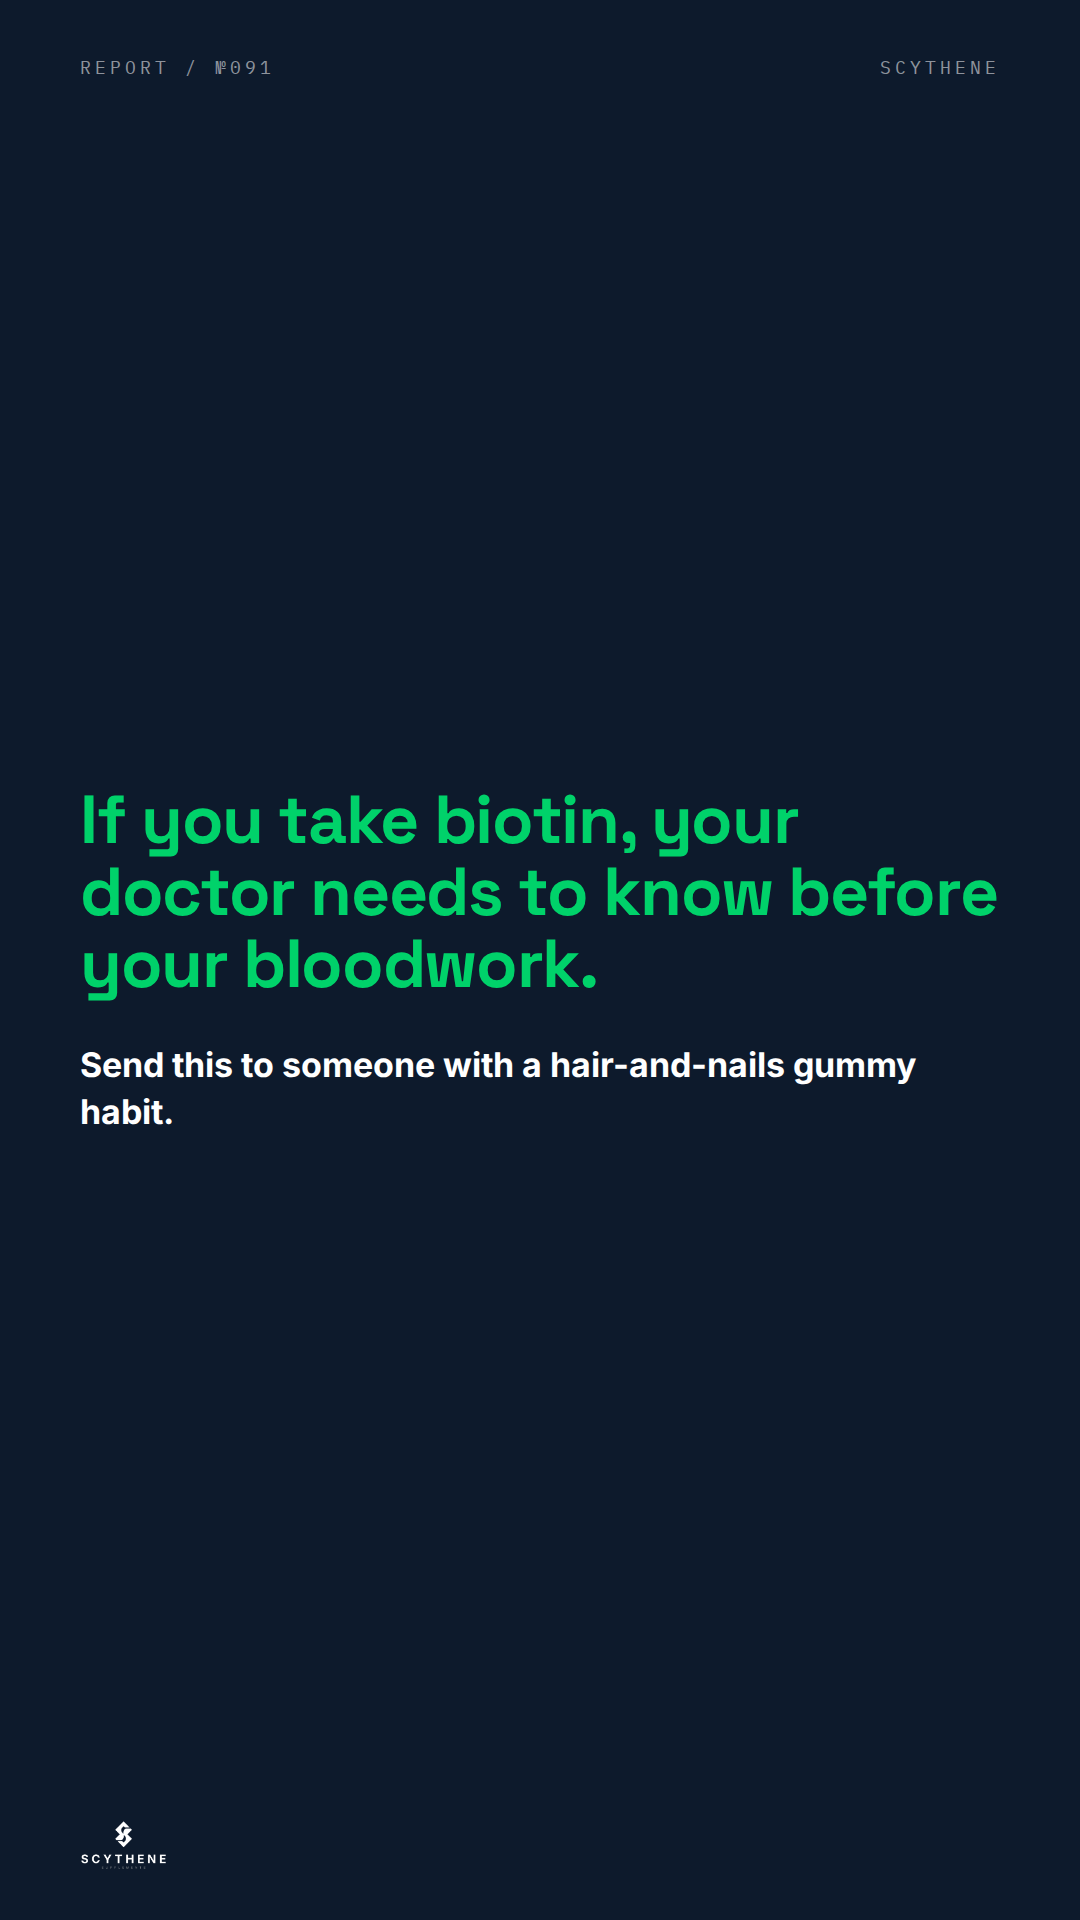 REPORT / №091
SCYTHENE
If you take biotin, your
doctor needs to know before
your bloodwork.
Send this to someone with a hair-and-nails gummy
habit.
SCYTHENE